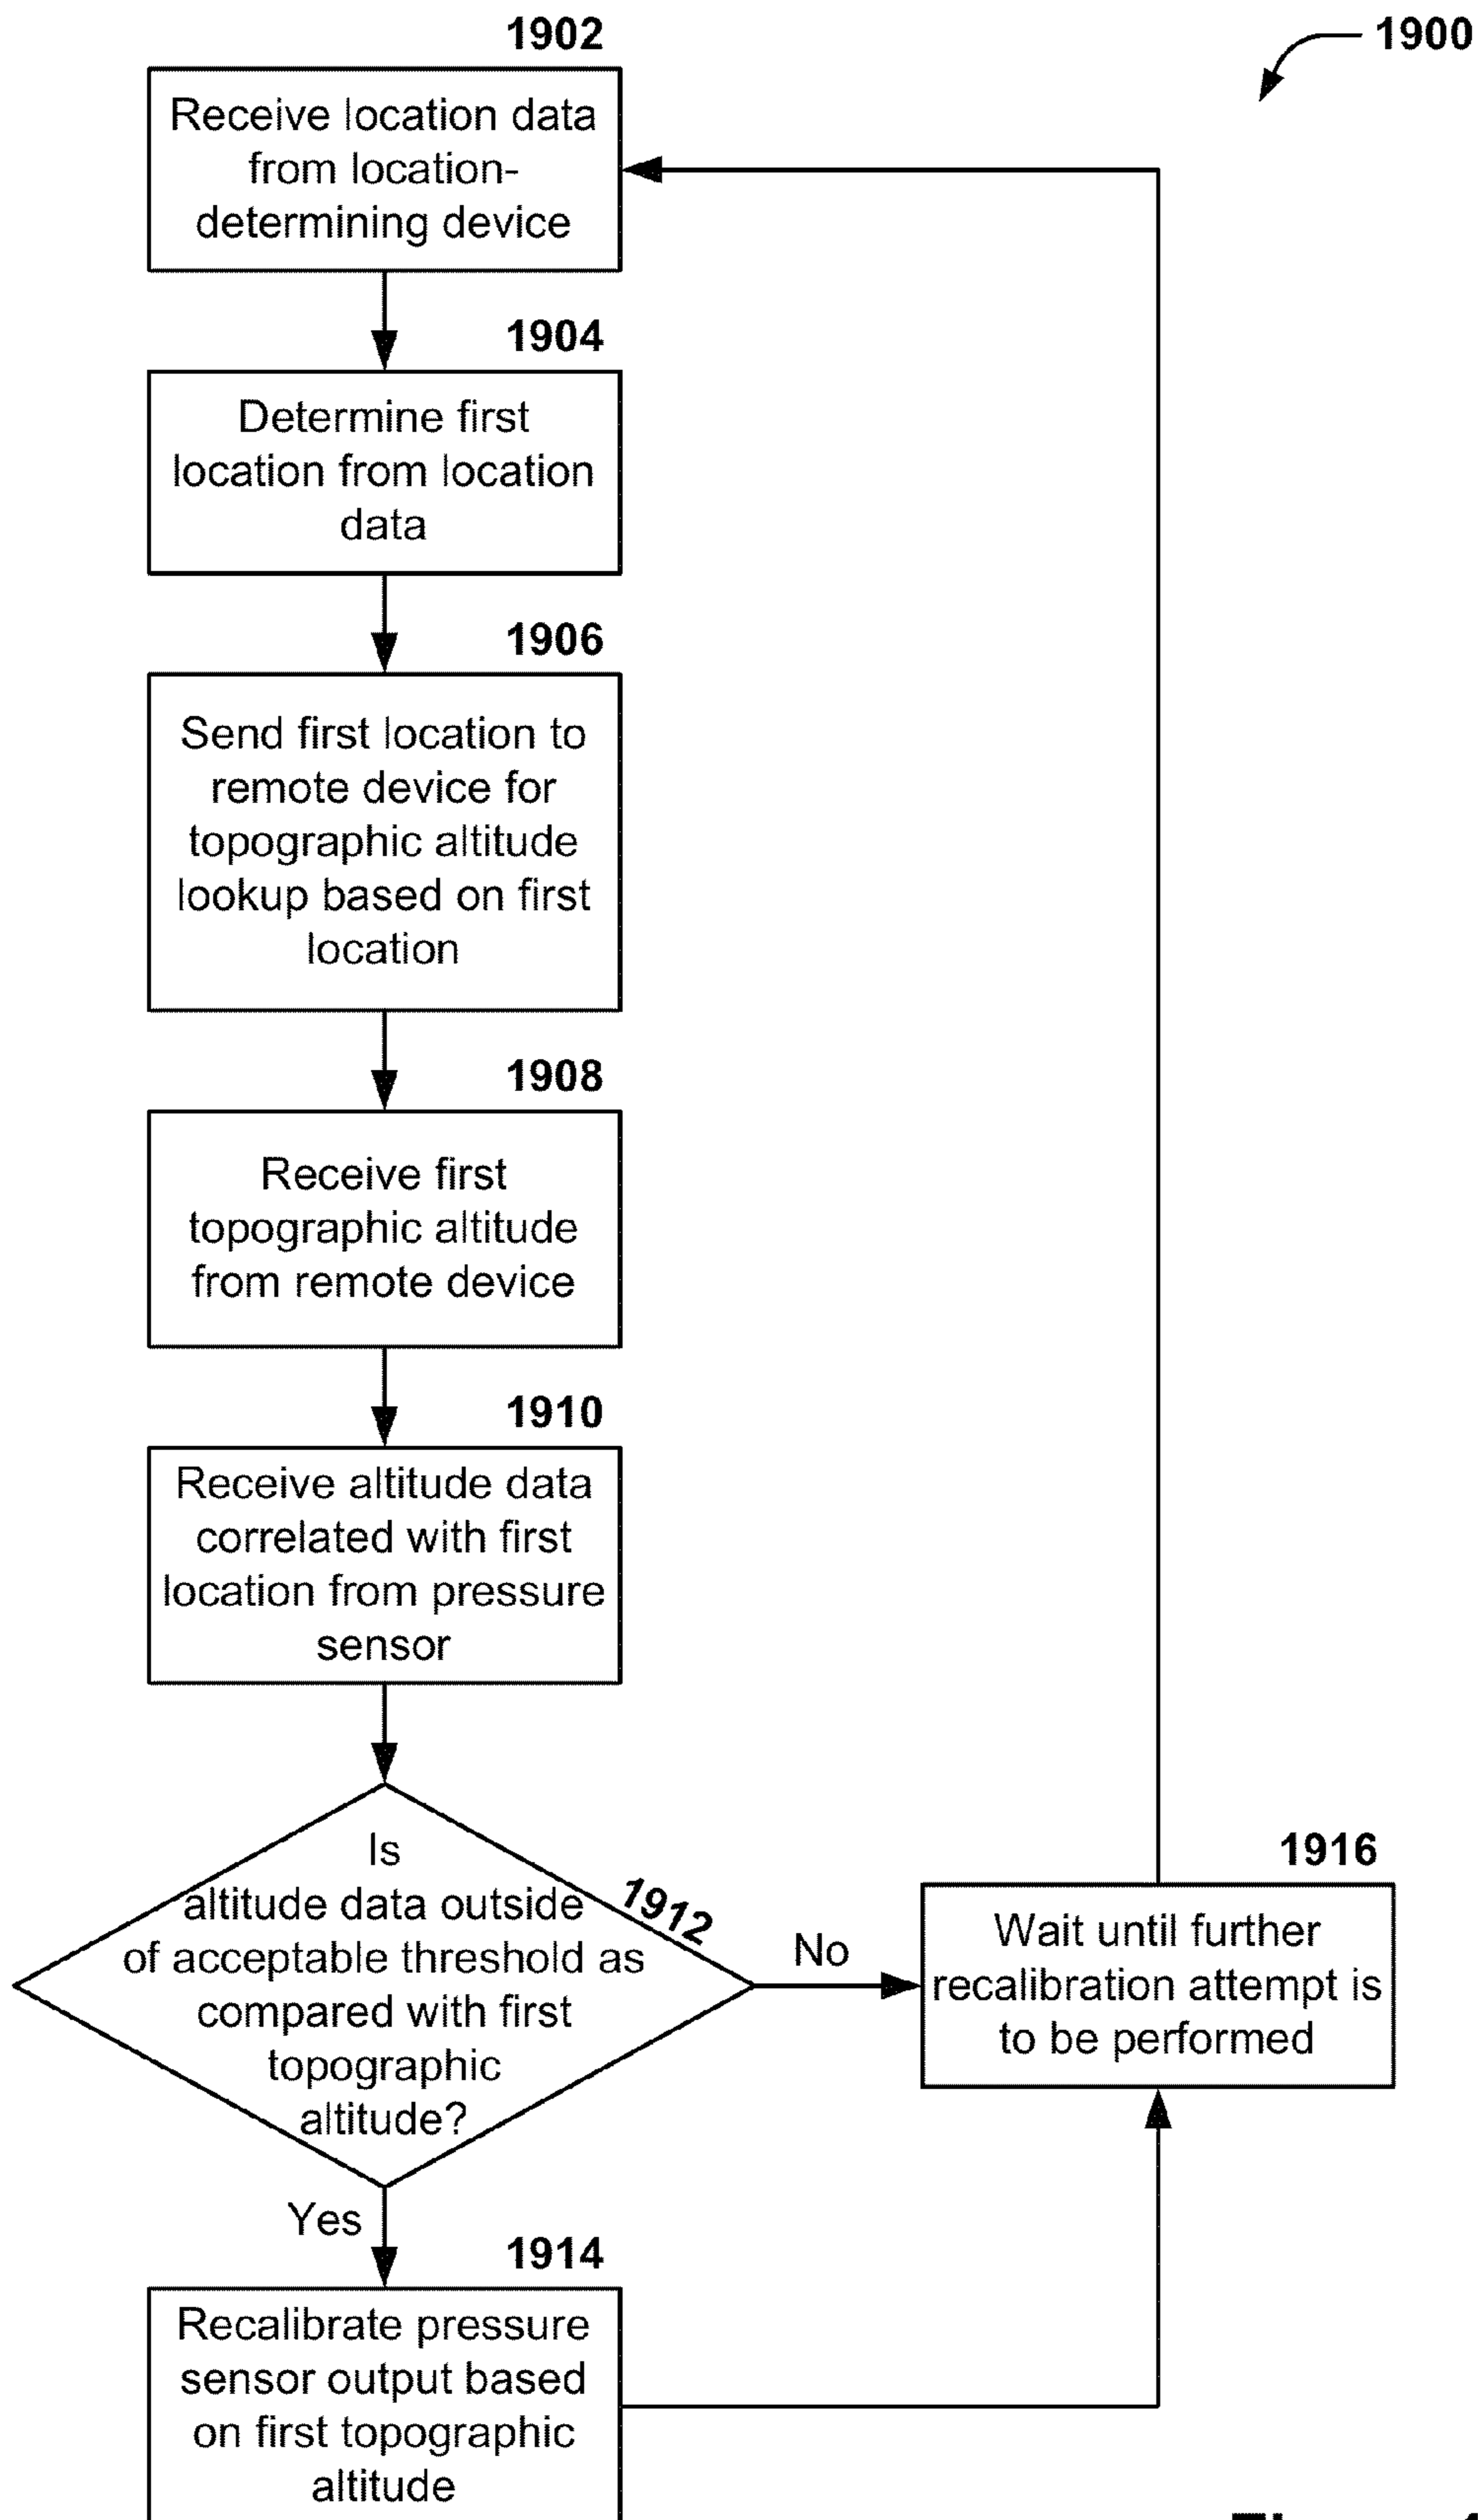 1902
1900
Receive location data
from location-
determining device
1904
Determine first
location from location
data
1906
Send first location to
remote device for
topographic altitude
lookup based on first
location
1908
Receive first
topographic altitude
from remote device
1910
Receive altitude data
correlated with first
location from pressure
sensor
Is
altitude data outside
of acceptable threshold as
compared with first
topographic
altitude?
1912
No
1916
Wait until further
recalibration attempt is
to be performed
Yes
1914
Recalibrate pressure
sensor output based
on first topographic
altitude